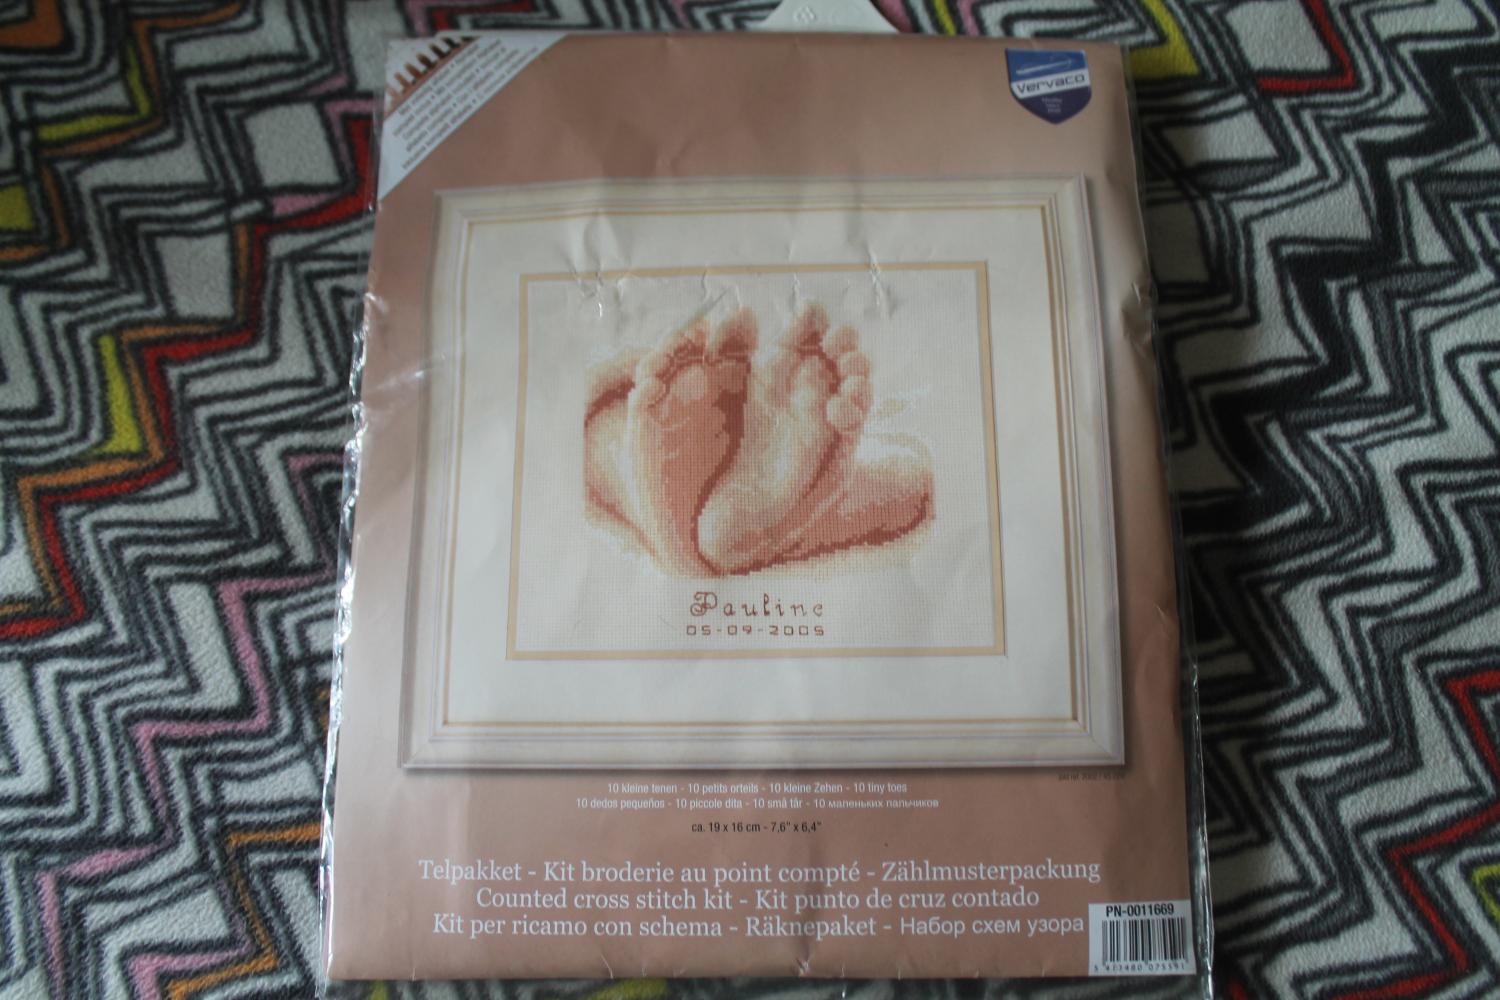 vervaco
Pauline
05-09-2005
10 kleine tenen - 10 petits orteils - 10 kleine Zehen - 10 tiny toes
10 dedos pequeños - 10 piccole dita - 10 små tår - 10 маленьких пальчиков
ca. 19 x 16 cm - 7,6" x 6,4"
Telpakket - Kit broderie au point compté - Zählmusterpackung
Counted cross stitch kit - Kit punto de cruz contado
Kit per ricamo con schema - Räknepaket - Набор схем узора
PN-0011669